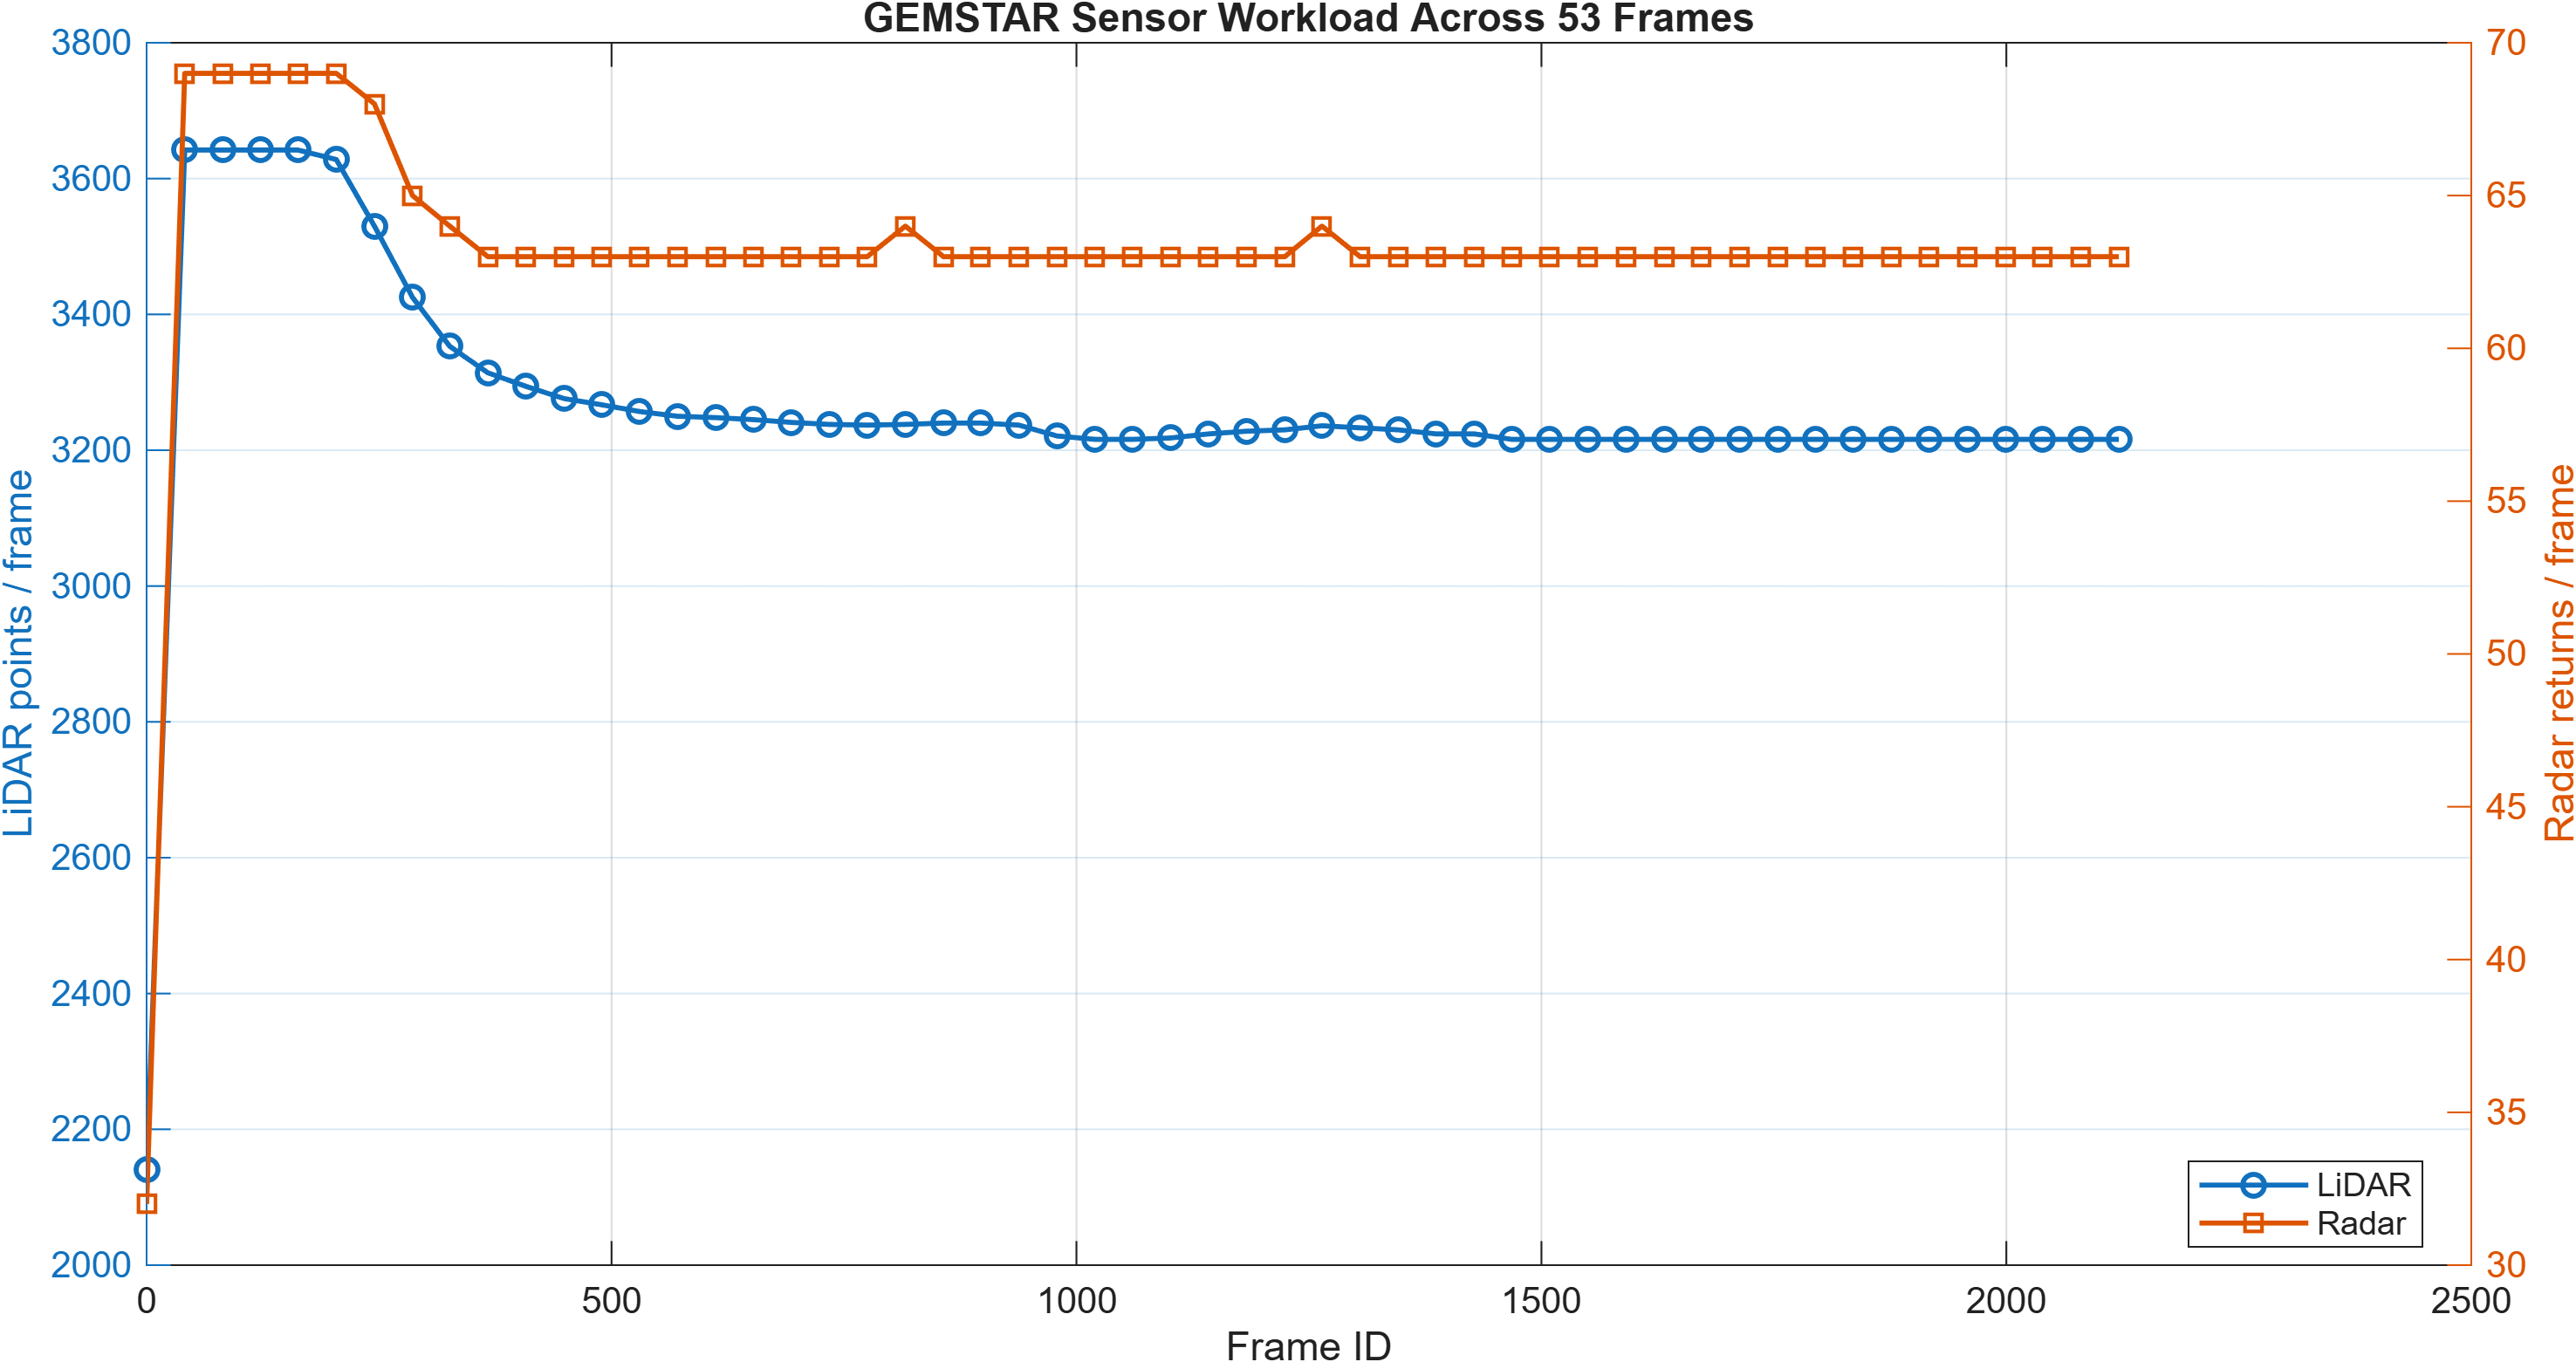 GEMSTAR Sensor Workload Across 53 Frames
3800
3600
3400
3200
3000
2800
2600
2400
2200
2000
LiDAR points / frame
70
65
60
55
50
45
40
35
30
Radar returns / frame
LiDAR
Radar
0 500 1000 1500 2000 2500
Frame ID